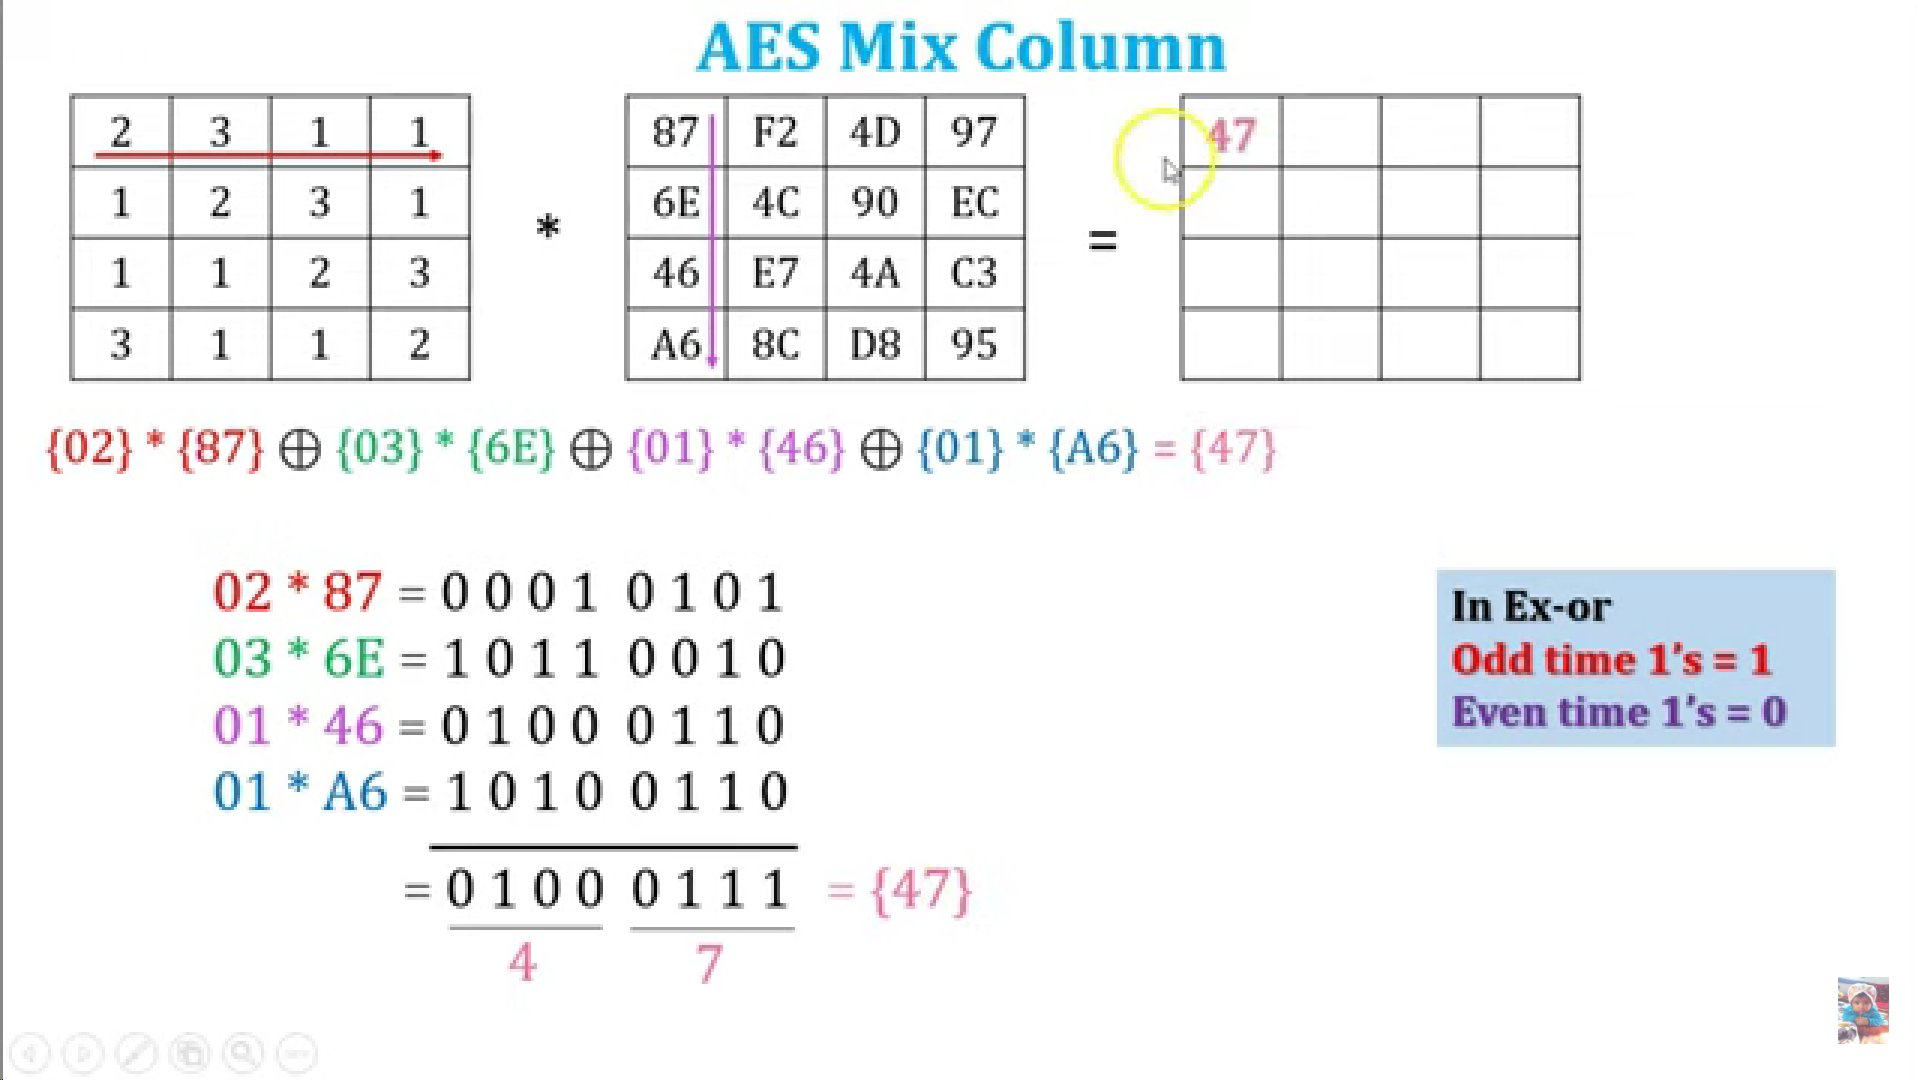 AES Mix Column
2 3 1 1
1 2 3 1
1 1 2 3
3 1 1 2
*
87 F2 4D 97
6E 4C 90 EC
46 E7 4A C3
A6 8C D8 95
=
47
{02} * {87} ⊕ {03} * {6E} ⊕ {01} * {46} ⊕ {01} * {A6} = {47}
02 * 87 = 0 0 0 1 0 1 0 1
03 * 6E = 1 0 1 1 0 0 1 0
01 * 46 = 0 1 0 0 0 1 1 0
01 * A6 = 1 0 1 0 0 1 1 0
= 0 1 0 0 0 1 1 1 = {47}
4 7
In Ex-or
Odd time 1's = 1
Even time 1's = 0